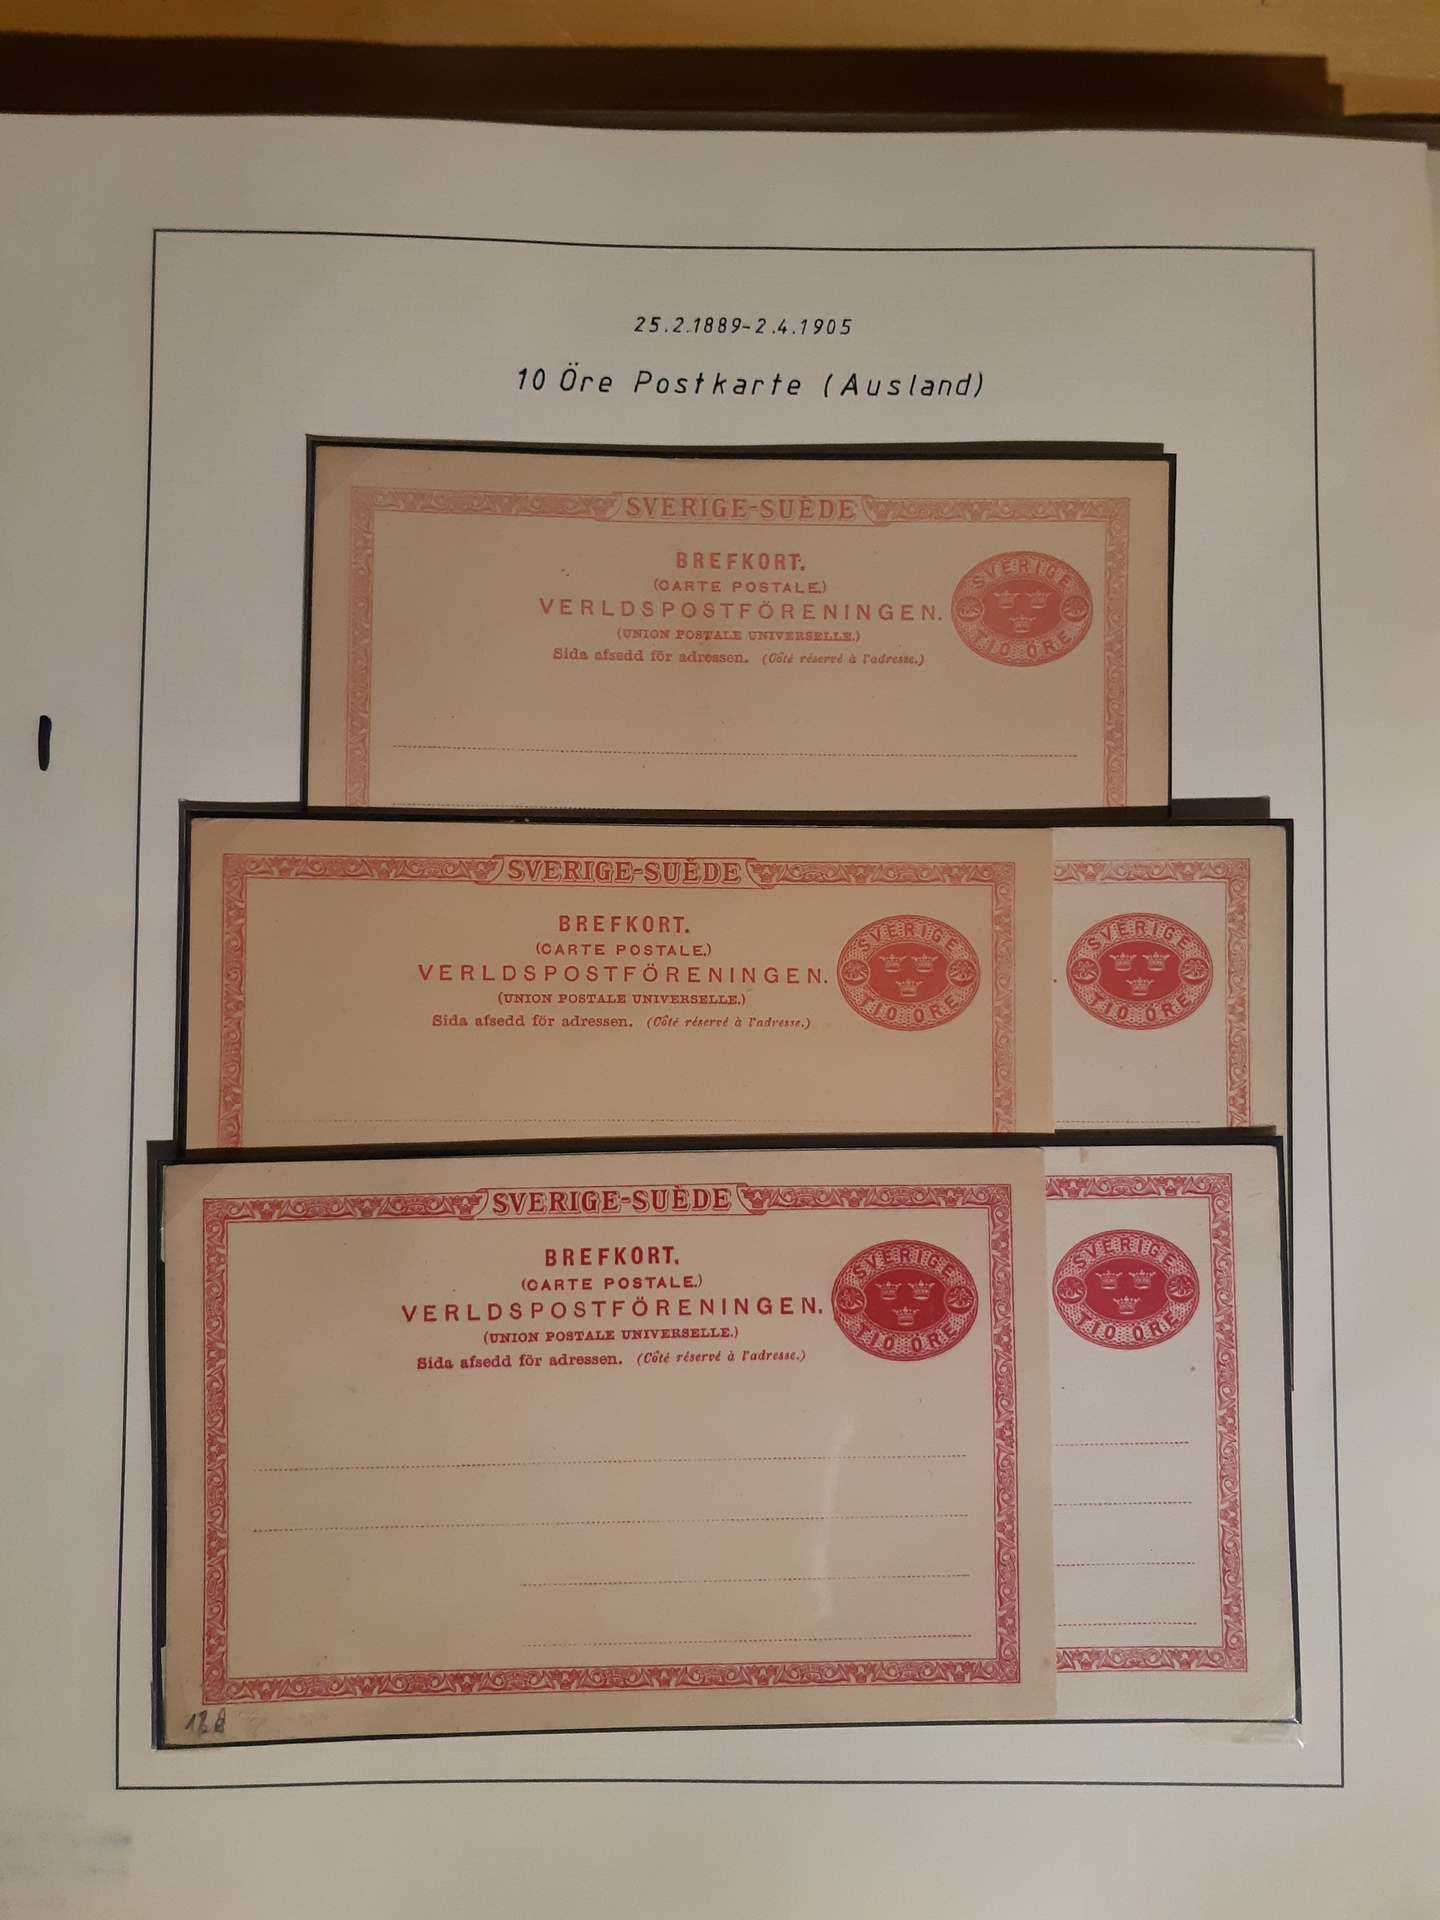 25.2.1889-2.4.1905
10 Öre Postkarte (Ausland)
SVERIGE-SUÈDE
BREFKORT.
(CARTE POSTALE.)
VERLDSPOSTFÖRENINGEN.
(UNION POSTALE UNIVERSELLE.)
Sida afsedd för adressen. (Côté réservé à l'adresse.)
SVERIGE
TIO ÖRE
SVERIGE-SUÈDE
BREFKORT.
(CARTE POSTALE.)
VERLDSPOSTFÖRENINGEN.
(UNION POSTALE UNIVERSELLE.)
Sida afsedd för adressen. (Côté réservé à l'adresse.)
SVERIGE
TIO ÖRE
SVERIGE
TIO ÖRE
SVERIGE-SUÈDE
BREFKORT.
(CARTE POSTALE.)
VERLDSPOSTFÖRENINGEN.
(UNION POSTALE UNIVERSELLE.)
Sida afsedd för adressen. (Côté réservé à l'adresse.)
SVERIGE
TIO ÖRE
SVERIGE
TIO ÖRE